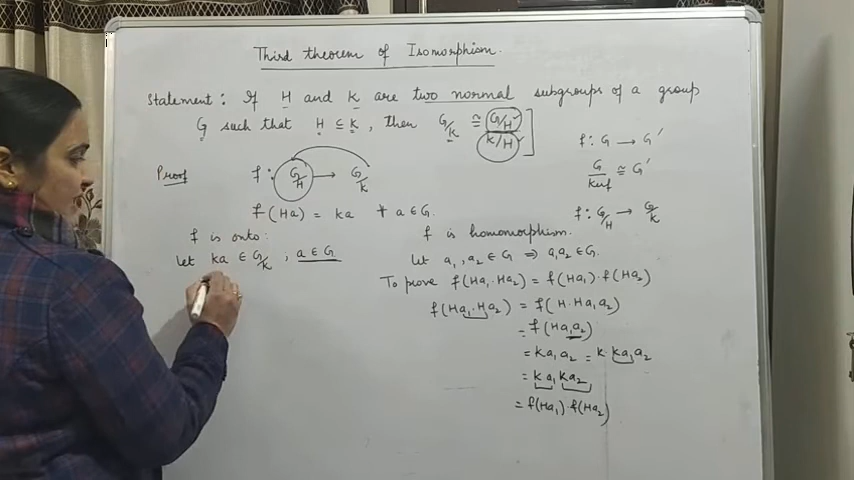 Third theorem of Isomorphism.
Statement: If H and K are two normal subgroups of a group
G such that H ⊆ K, then G/K ≅ (G/H)/(K/H)
f: G → G'
G/Kerf ≅ G'
f: G/H → G/K
Proof f: G/H → G/K
f(Ha) = Ka ∀ a ∈ G.
f is onto:
Let Ka ∈ G/K, a ∈ G
f is homomorphism.
Let a₁, a₂ ∈ G ⇒ a₁a₂ ∈ G.
To prove f(Ha₁·Ha₂) = f(Ha₁)·f(Ha₂)
f(Ha₁·Ha₂) = f(H·Ha₁a₂)
= f(Ha₁a₂)
= Ka₁a₂ = K·Ka₁a₂
= Ka₁Ka₂
= f(Ha₁)·f(Ha₂)